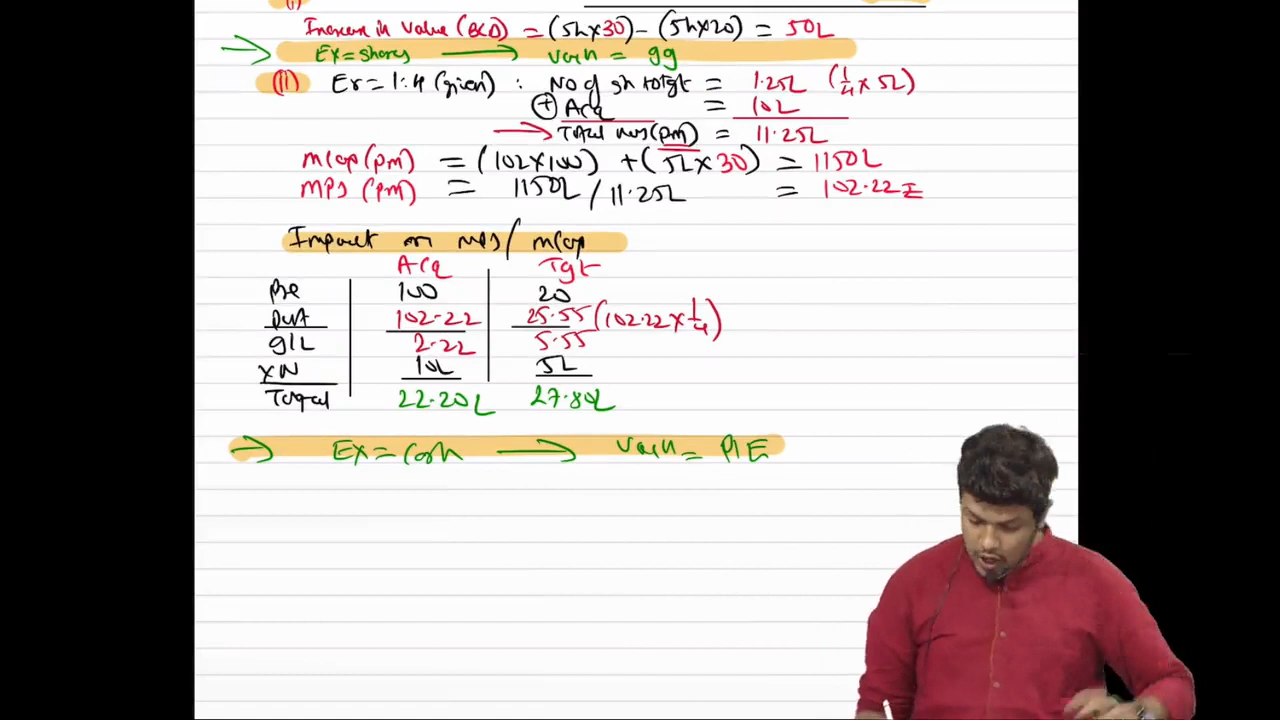 (i)
Increase in Value (BCA) = (5L×30) - (5L×20) = 50L
Ex = shares → Valn = gg
(ii) Er = 1:4 (given) : No of sh to tgt = 1.25L (1/4 × 5L)
(+) Acq = 10L
→ Total nos (pm) = 11.25L
mcap (pm) = (10L×100) + (5L×30) = 1150L
MPS (pm) = 1150L / 11.25L = 102.22
Impact on MPS / mcap
Acq Tgt
Pre 100 20
post 102.22 25.55 (102.22 × 1/4)
g/L 2.22 5.55
×N 10L 5L
Total 22.20L 27.80L
→ Ex = Cash → Valn = P/E